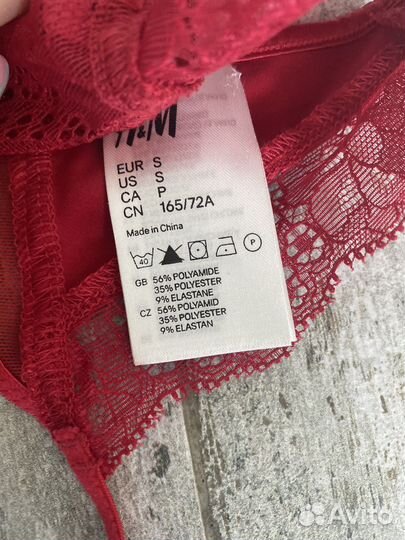 H&M
EUR S
US S
CA P
CN 165/72A
Made in China
40
P
GB 56% POLYAMIDE
35% POLYESTER
9% ELASTANE
CZ 56% POLYAMID
35% POLYESTER
9% ELASTAN
Avito